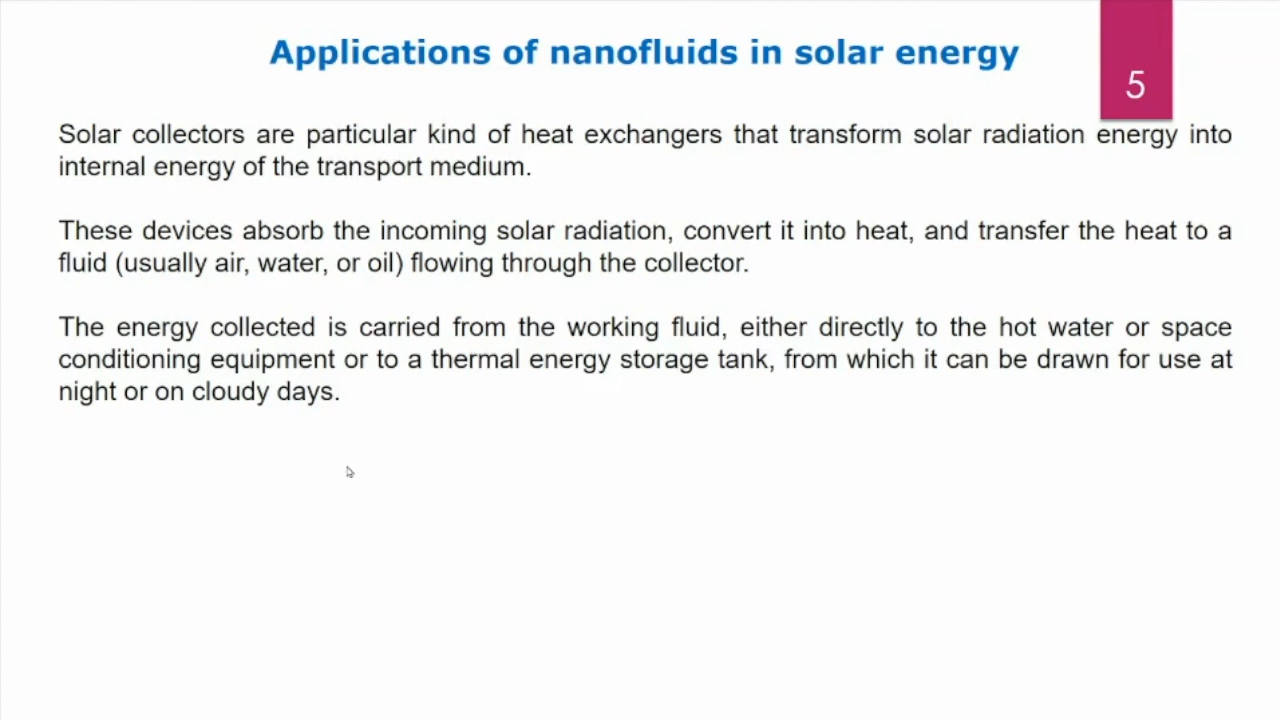 Applications of nanofluids in solar energy
5
Solar collectors are particular kind of heat exchangers that transform solar radiation energy into
internal energy of the transport medium.
These devices absorb the incoming solar radiation, convert it into heat, and transfer the heat to a
fluid (usually air, water, or oil) flowing through the collector.
The energy collected is carried from the working fluid, either directly to the hot water or space
conditioning equipment or to a thermal energy storage tank, from which it can be drawn for use at
night or on cloudy days.